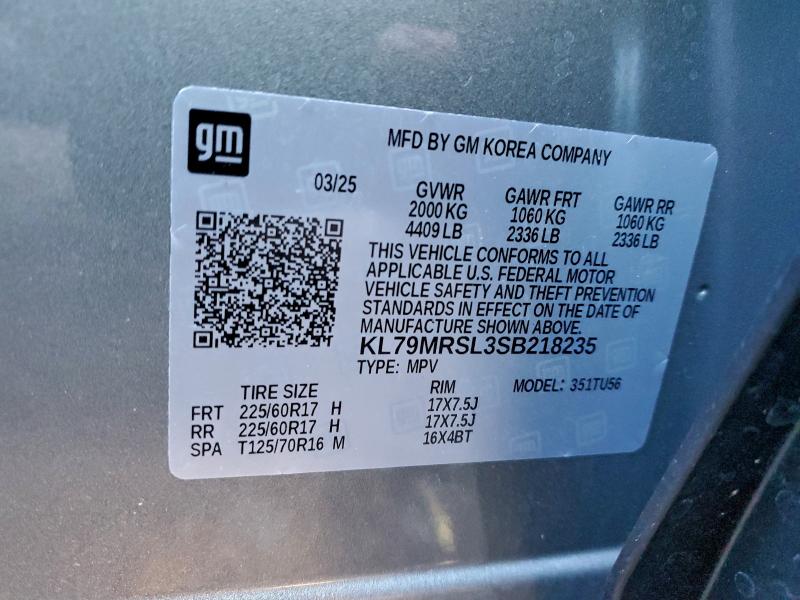 gm
MFD BY GM KOREA COMPANY
03/25
GVWR GAWR FRT GAWR RR
2000 KG 1060 KG 1060 KG
4409 LB 2336 LB 2336 LB
THIS VEHICLE CONFORMS TO ALL
APPLICABLE U.S. FEDERAL MOTOR
VEHICLE SAFETY AND THEFT PREVENTION
STANDARDS IN EFFECT ON THE DATE OF
MANUFACTURE SHOWN ABOVE.
KL79MRSL3SB218235
TYPE: MPV
TIRE SIZE RIM MODEL: 351TU56
FRT 225/60R17 H 17X7.5J
RR 225/60R17 H 17X7.5J
SPA T125/70R16 M 16X4BT